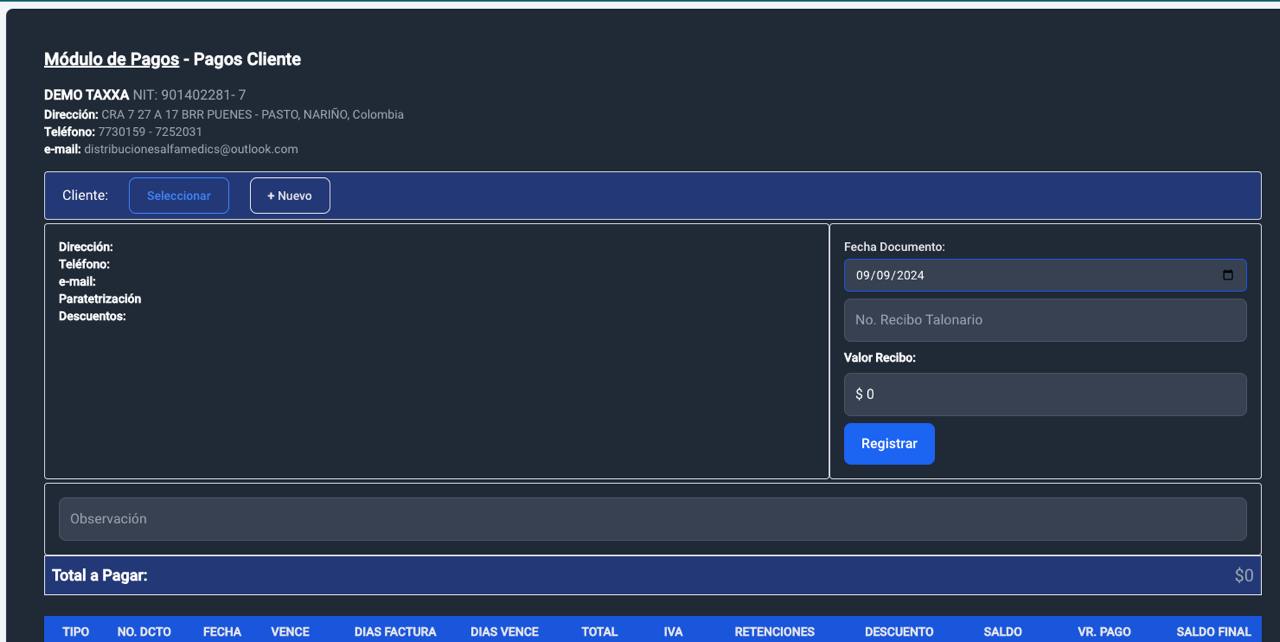 Módulo de Pagos - Pagos Cliente
DEMO TAXXA NIT: 901402281- 7
Dirección: CRA 7 27 A 17 BRR PUENES - PASTO, NARIÑO, Colombia
Teléfono: 7730159 - 7252031
e-mail: distribucionesalfamedics@outlook.com
Cliente: Seleccionar + Nuevo
Dirección:
Teléfono:
e-mail:
Paratetrización
Descuentos:
Fecha Documento:
09/09/2024
No. Recibo Talonario
Valor Recibo:
$ 0
Registrar
Observación
Total a Pagar: $0
TIPO NO. DCTO FECHA VENCE DIAS FACTURA DIAS VENCE TOTAL IVA RETENCIONES DESCUENTO SALDO VR. PAGO SALDO FINAL